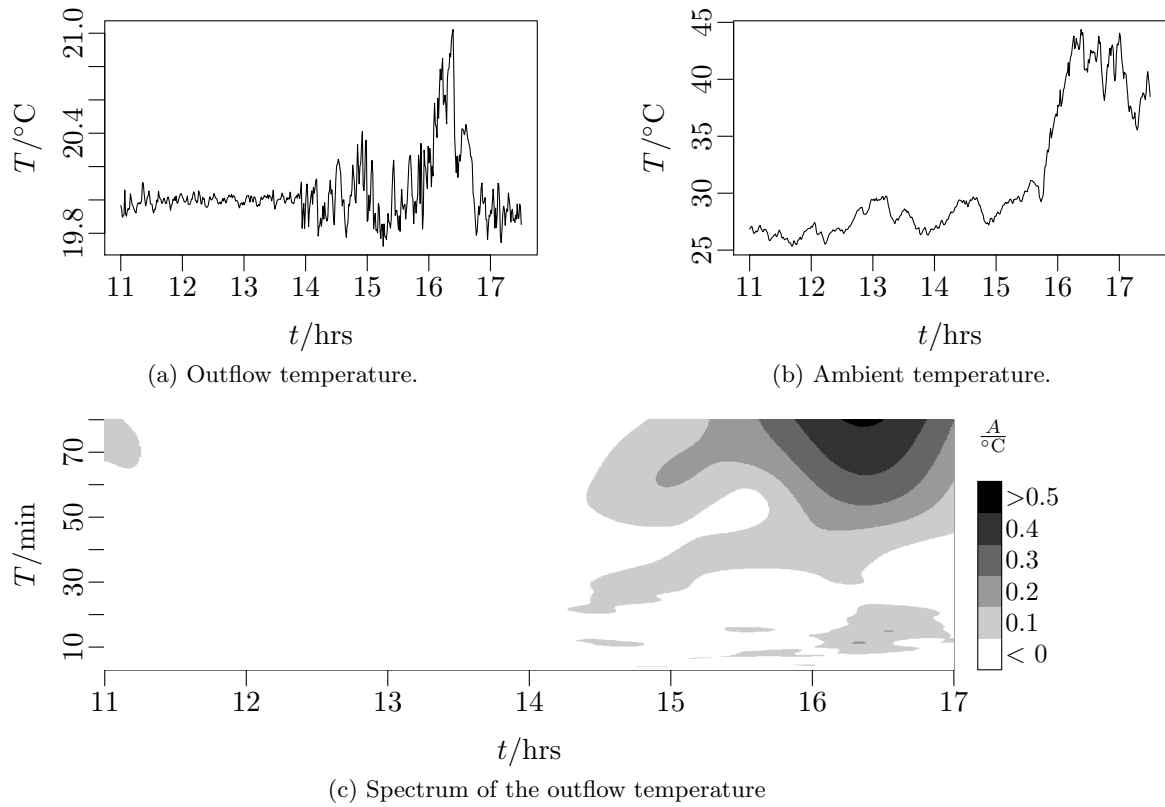 21.0
20.4
19.8
T/°C
11 12 13 14 15 16 17
t/hrs
(a) Outflow temperature.
45
40
35
30
25
T/°C
11 12 13 14 15 16 17
t/hrs
(b) Ambient temperature.
70
50
30
10
T/min
11 12 13 14 15 16 17
t/hrs
A
°C
>0.5
0.4
0.3
0.2
0.1
< 0
(c) Spectrum of the outflow temperature